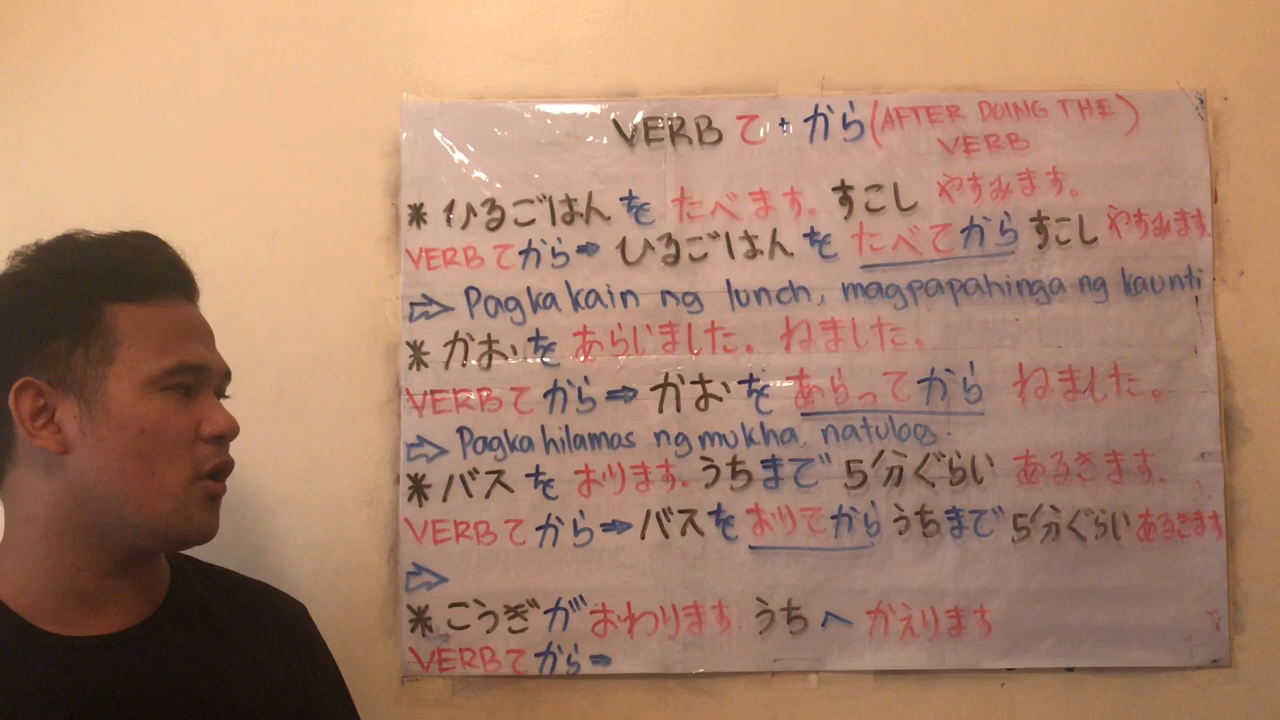 VERB て + から (AFTER DOING THE VERB)
* ひるごはん を たべます. すこし やすみます。
VERB て から ⇒ ひるごはん を たべてから すこし やすみます
⇒ Pagkakain ng lunch, magpapahinga ng kaunti
* かお を あらいました。 ねました.
VERB て から ⇒ かお を あらってから ねました。
⇒ Pagkahilamas ng mukha, natulog.
* バス を おります. うちまで 5分ぐらい あるきます.
VERB て から ⇒ バス を おりてから うちまで 5分ぐらい あるきます
⇒
* こうぎ が おわります. うち へ かえります
VERB て から ⇒